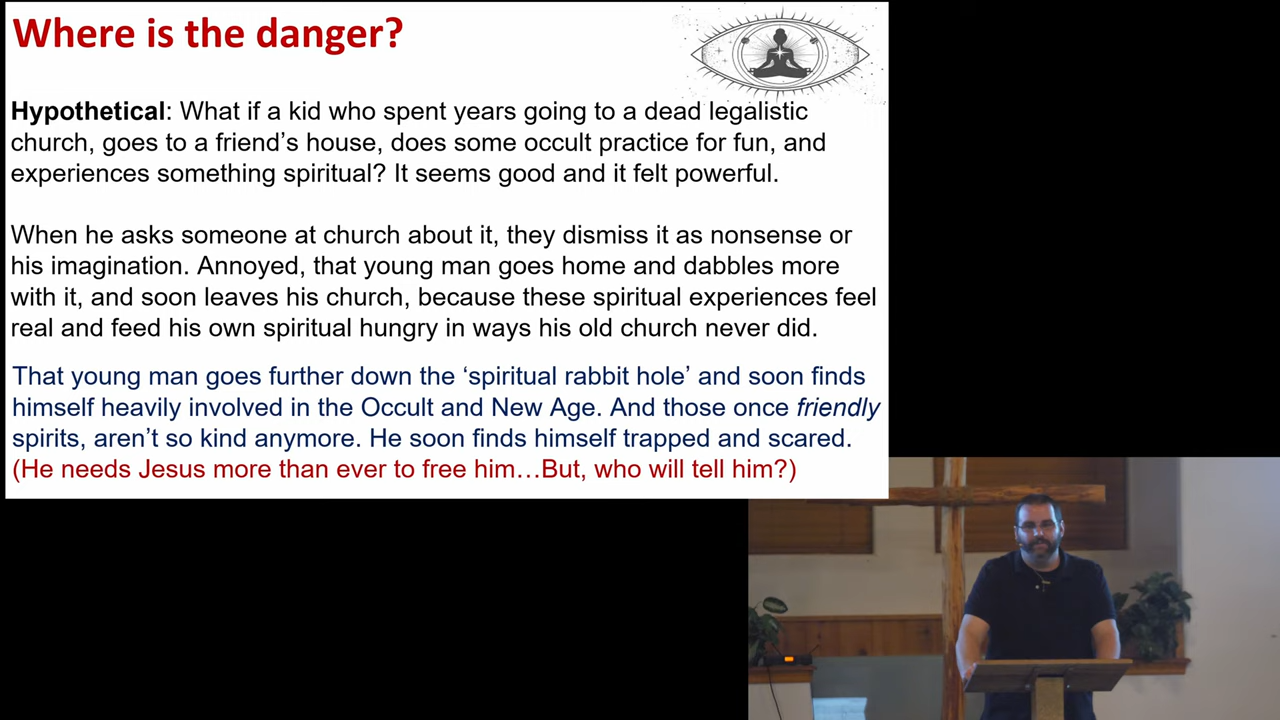 Where is the danger?
Hypothetical: What if a kid who spent years going to a dead legalistic
church, goes to a friend’s house, does some occult practice for fun, and
experiences something spiritual? It seems good and it felt powerful.
When he asks someone at church about it, they dismiss it as nonsense or
his imagination. Annoyed, that young man goes home and dabbles more
with it, and soon leaves his church, because these spiritual experiences feel
real and feed his own spiritual hungry in ways his old church never did.
That young man goes further down the ‘spiritual rabbit hole’ and soon finds
himself heavily involved in the Occult and New Age. And those once friendly
spirits, aren’t so kind anymore. He soon finds himself trapped and scared.
(He needs Jesus more than ever to free him…But, who will tell him?)